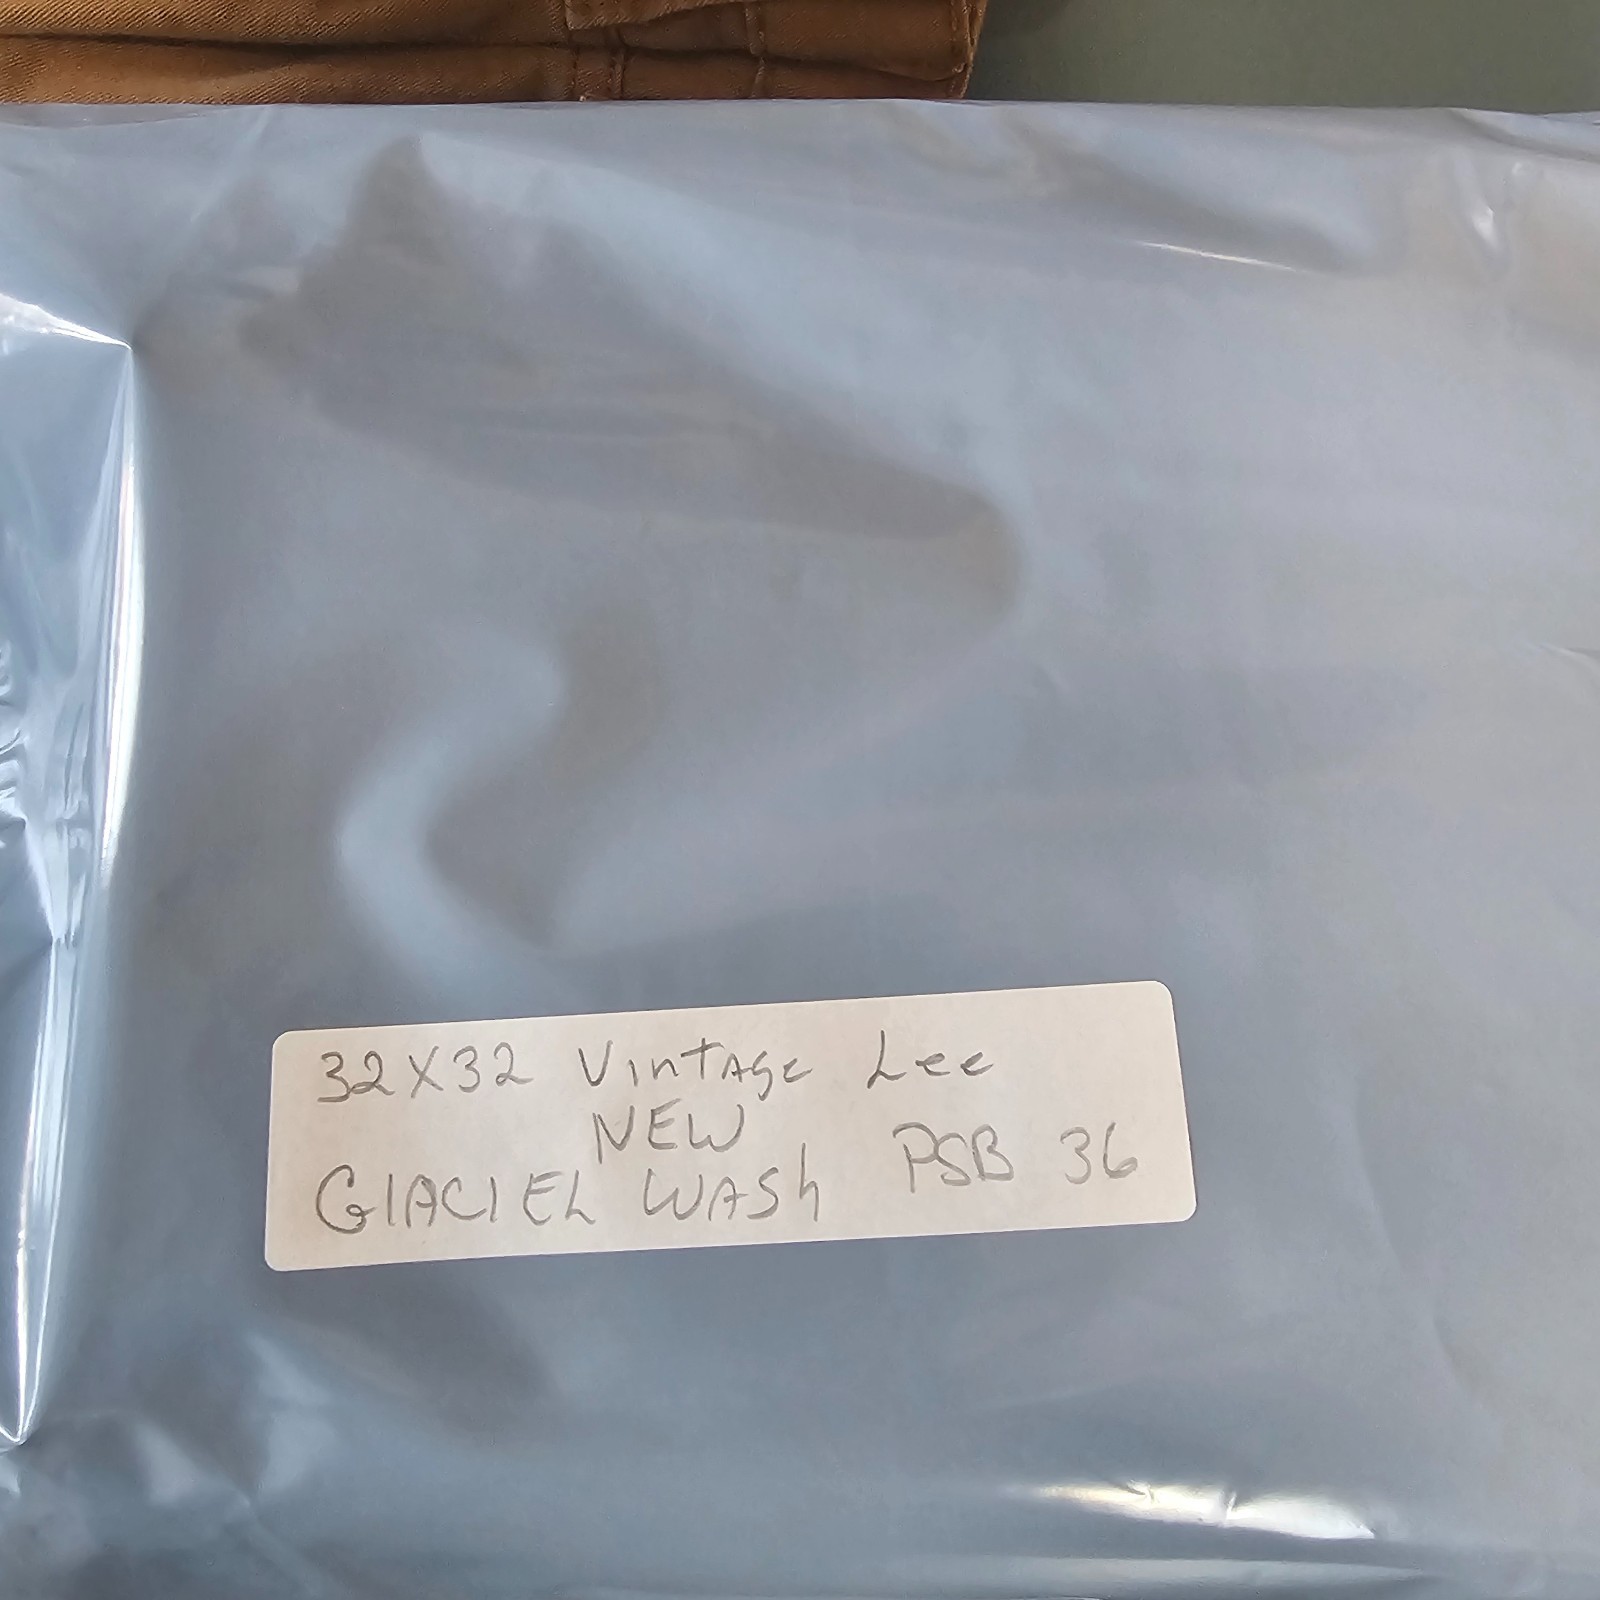 32X32 Vintage Lee
NEW
GlACIEL WASh PSB 36